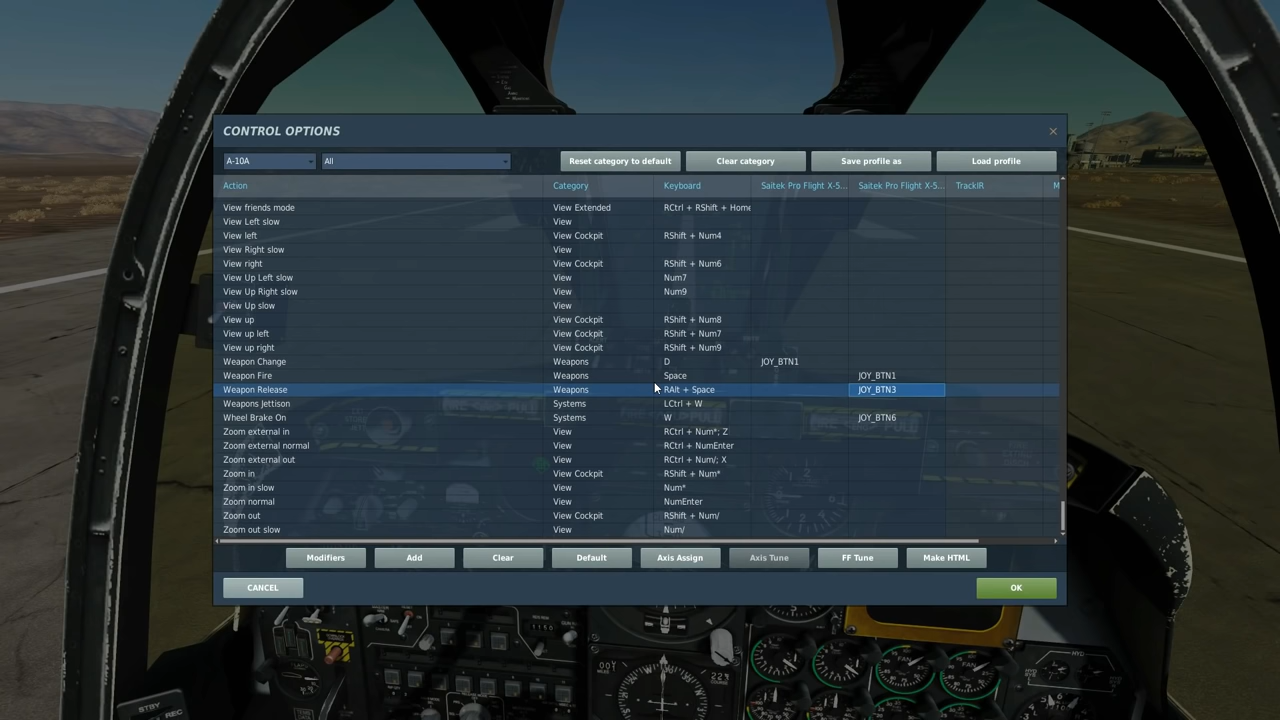 CONTROL OPTIONS
A-10A All Reset category to default Clear category Save profile as Load profile
Action Category Keyboard Saitek Pro Flight X-5... Saitek Pro Flight X-5... TrackIR M
View friends mode View Extended RCtrl + RShift + Home
View Left slow View
View left View Cockpit RShift + Num4
View Right slow View
View right View Cockpit RShift + Num6
View Up Left slow View Num7
View Up Right slow View Num9
View Up slow View
View up View Cockpit RShift + Num8
View up left View Cockpit RShift + Num7
View up right View Cockpit RShift + Num9
Weapon Change Weapons D JOY_BTN1
Weapon Fire Weapons Space JOY_BTN1
Weapon Release Weapons RAlt + Space JOY_BTN3
Weapons Jettison Systems LCtrl + W
Wheel Brake On Systems W JOY_BTN6
Zoom external in View RCtrl + Num*; Z
Zoom external normal View RCtrl + NumEnter
Zoom external out View RCtrl + Num/; X
Zoom in View Cockpit RShift + Num*
Zoom in slow View Num*
Zoom normal View NumEnter
Zoom out View Cockpit RShift + Num/
Zoom out slow View Num/
Modifiers Add Clear Default Axis Assign Axis Tune FF Tune Make HTML
CANCEL OK
HYD
FAN FAN
STBY
REC